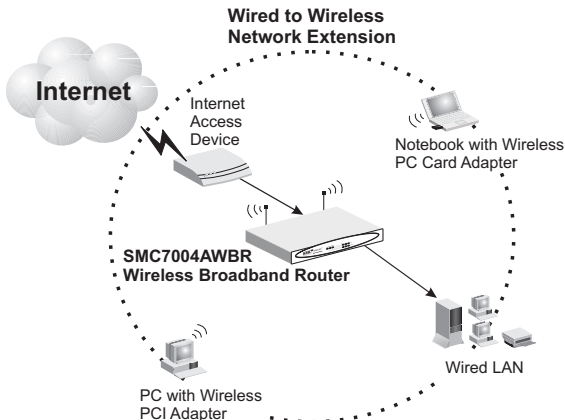 Wired to Wireless
Network Extension
Internet
Internet
Access
Device
Notebook with Wireless
PC Card Adapter
SMC7004AWBR
Wireless Broadband Router
Wired LAN
PC with Wireless
PCI Adapter